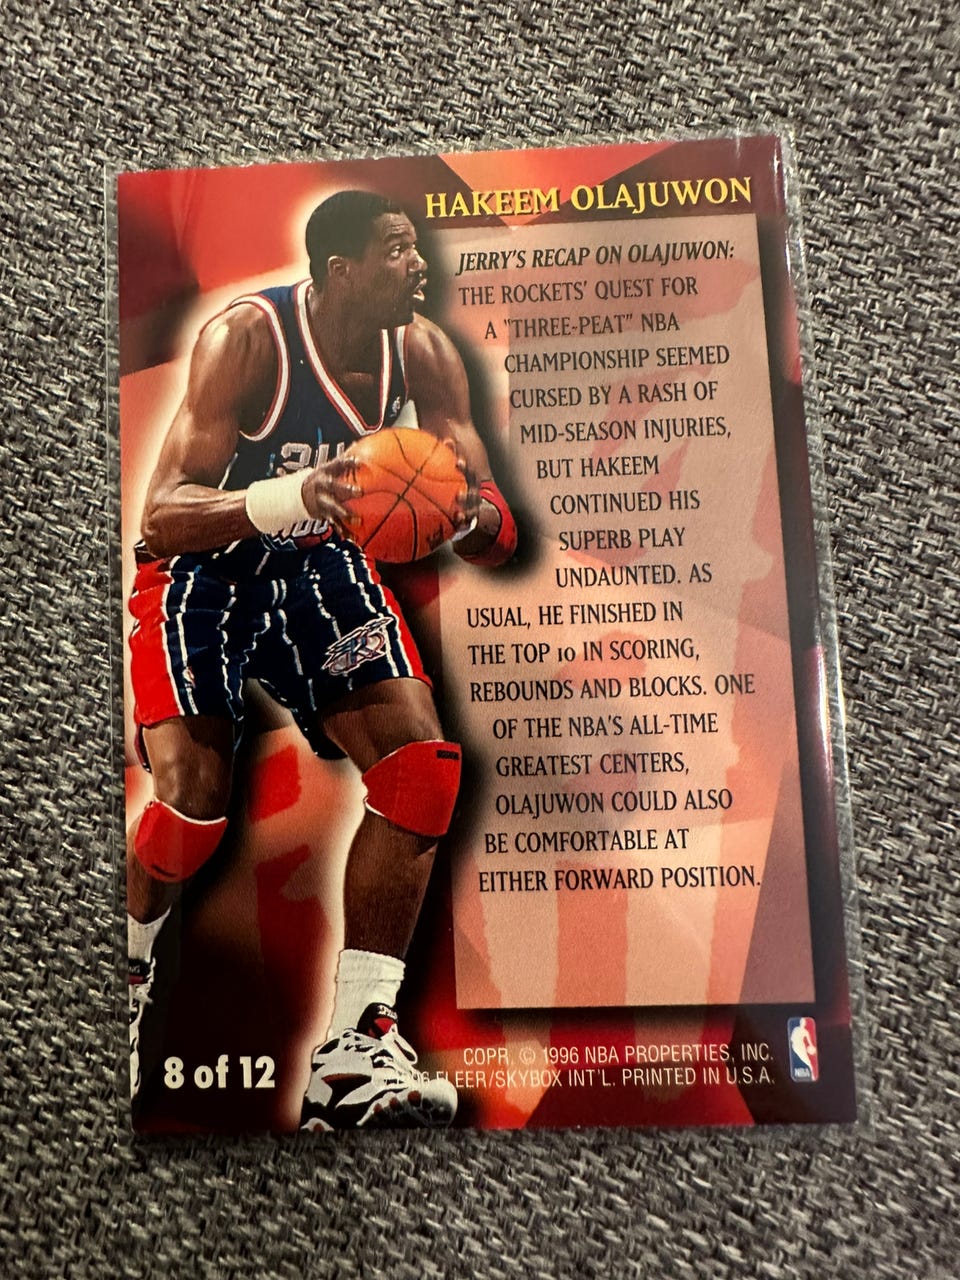 HAKEEM OLAJUWON
JERRY'S RECAP ON OLAJUWON:
THE ROCKETS' QUEST FOR
A "THREE-PEAT" NBA
CHAMPIONSHIP SEEMED
CURSED BY A RASH OF
MID-SEASON INJURIES,
BUT HAKEEM
CONTINUED HIS
SUPERB PLAY
UNDAUNTED. AS
USUAL, HE FINISHED IN
THE TOP 10 IN SCORING,
REBOUNDS AND BLOCKS. ONE
OF THE NBA'S ALL-TIME
GREATEST CENTERS,
OLAJUWON COULD ALSO
BE COMFORTABLE AT
EITHER FORWARD POSITION.
34
8 of 12
COPR. © 1996 NBA PROPERTIES, INC.
FLEER/SKYBOX INT'L. PRINTED IN U.S.A.
NBA